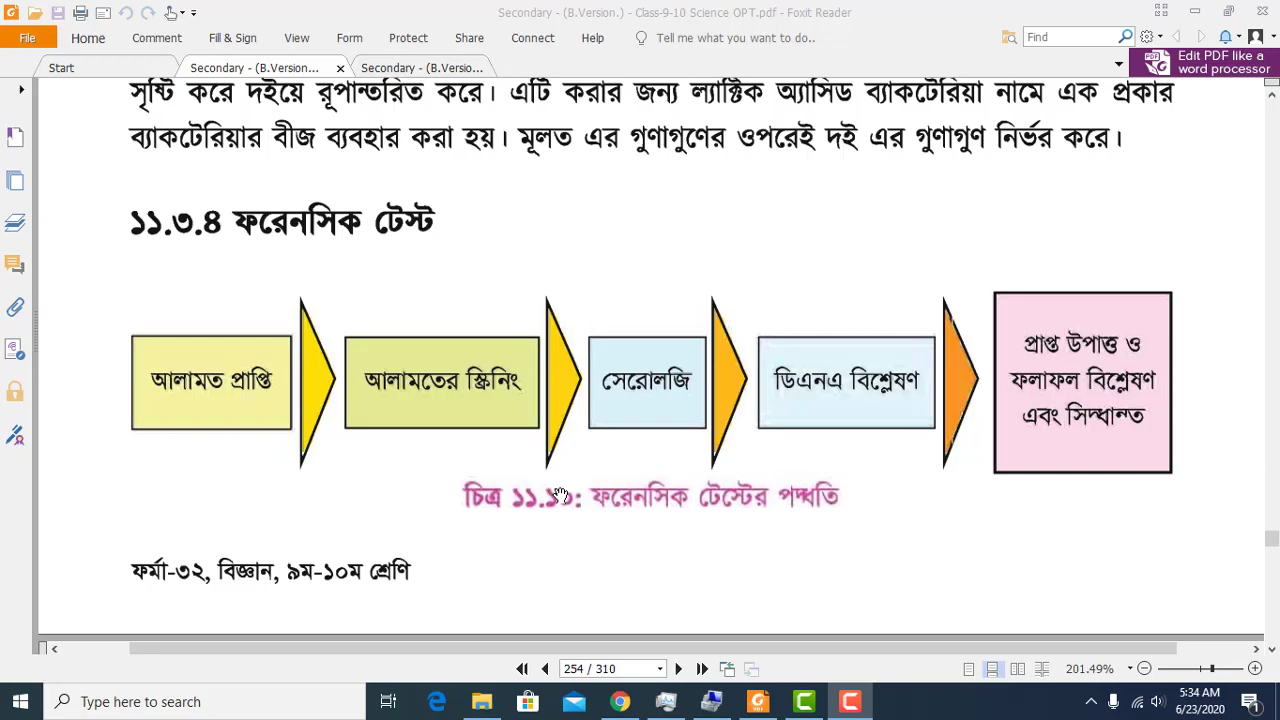 Secondary - (B.Version.) - Class-9-10 Science OPT.pdf - Foxit Reader
File Home Comment Fill & Sign View Form Protect Share Connect Help Tell me what you want to do.. Find
Start Secondary - (B.Version... Secondary - (B.Versio...
Edit PDF like a
word processor
সৃষ্টি করে দইয়ে রূপান্তরিত করে। এটি করার জন্য ল্যাক্টিক অ্যাসিড ব্যাকটেরিয়া নামে এক প্রকার
ব্যাকটেরিয়ার বীজ ব্যবহার করা হয়। মূলত এর গুণাগুণের ওপরেই দই এর গুণাগুণ নির্ভর করে।
১১.৩.৪ ফরেনসিক টেস্ট
আলামত প্রাপ্তি
আলামতের স্ক্রিনিং
সেরোলজি
ডিএনএ বিশ্লেষণ
প্রাপ্ত উপাত্ত ও
ফলাফল বিশ্লেষণ
এবং সিদ্ধান্ত
চিত্র ১১.১০: ফরেনসিক টেস্টের পদ্ধতি
ফর্মা-৩২, বিজ্ঞান, ৯ম-১০ম শ্রেণি
254 / 310
201.49%
Type here to search
5:34 AM
6/23/2020